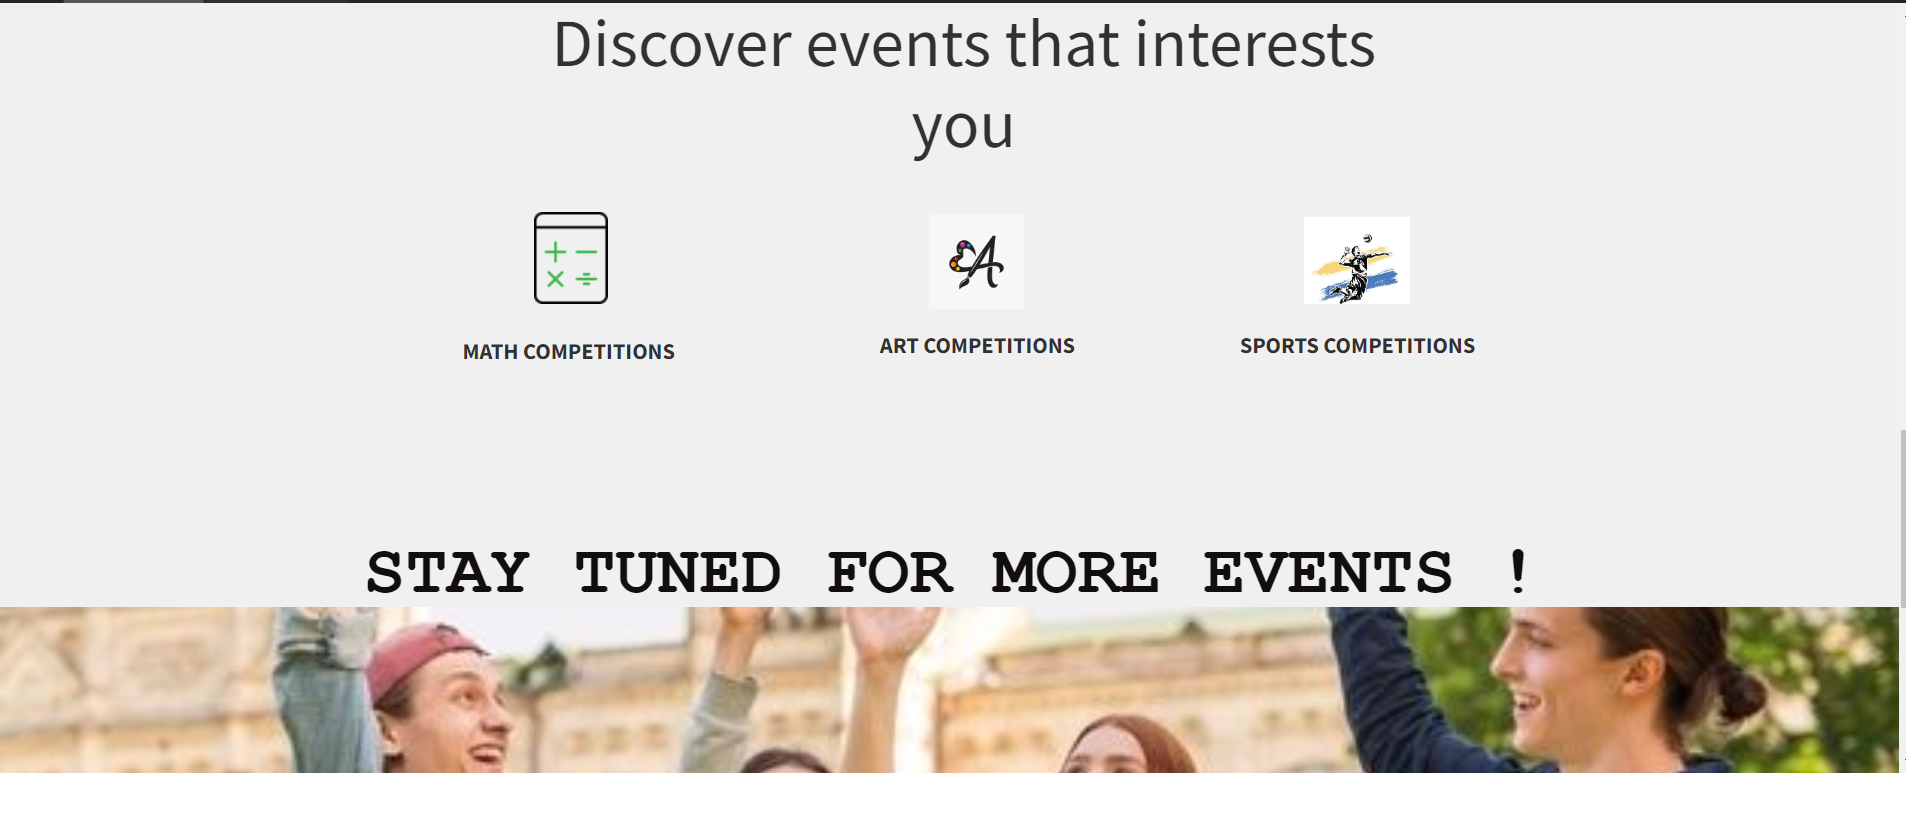 Discover events that interests
you
MATH COMPETITIONS
ART COMPETITIONS
SPORTS COMPETITIONS
STAY TUNED FOR MORE EVENTS !